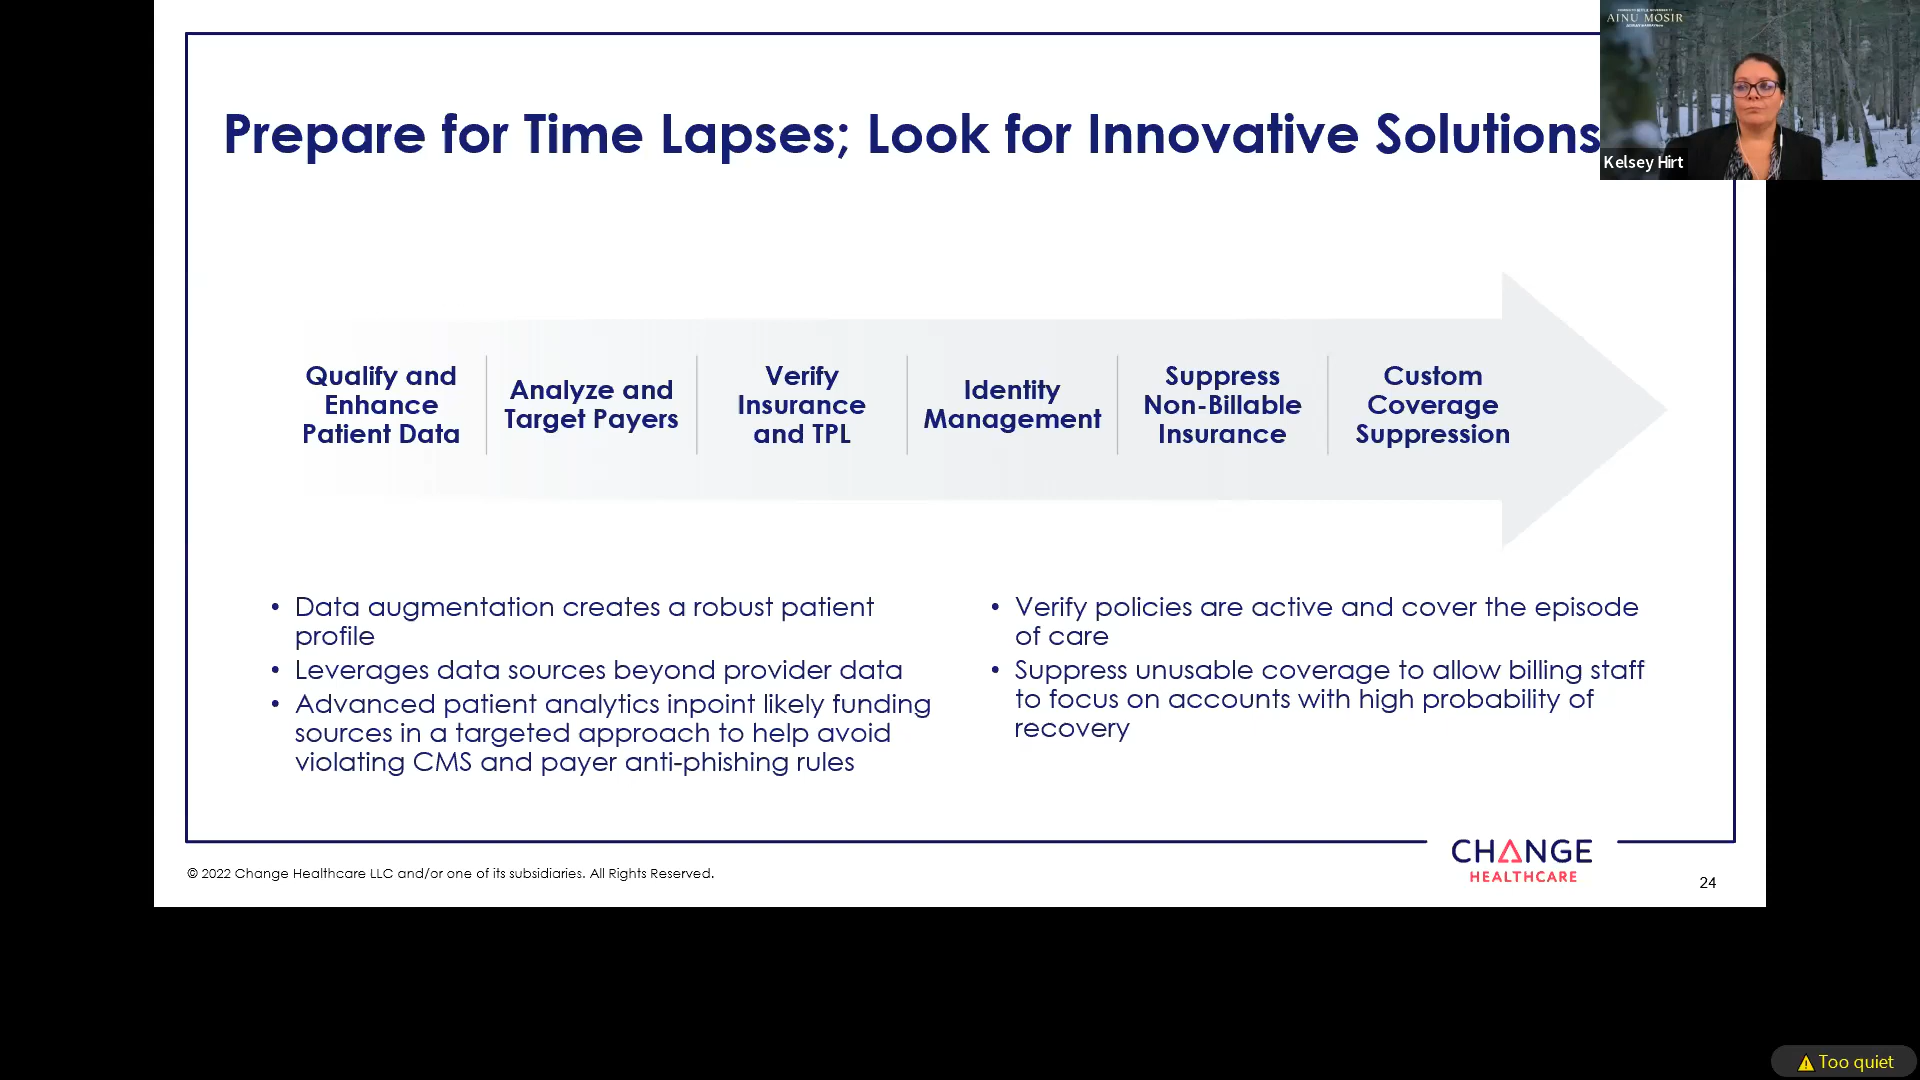 Prepare for Time Lapses; Look for Innovative Solutions
AINU MOSIR
Kelsey Hirt
Qualify and
Enhance
Patient Data
Analyze and
Target Payers
Verify
Insurance
and TPL
Identity
Management
Suppress
Non-Billable
Insurance
Custom
Coverage
Suppression
• Data augmentation creates a robust patient
profile
• Leverages data sources beyond provider data
• Advanced patient analytics inpoint likely funding
sources in a targeted approach to help avoid
violating CMS and payer anti-phishing rules
• Verify policies are active and cover the episode
of care
• Suppress unusable coverage to allow billing staff
to focus on accounts with high probability of
recovery
© 2022 Change Healthcare LLC and/or one of its subsidiaries. All Rights Reserved.
CHANGE
HEALTHCARE
24
Too quiet